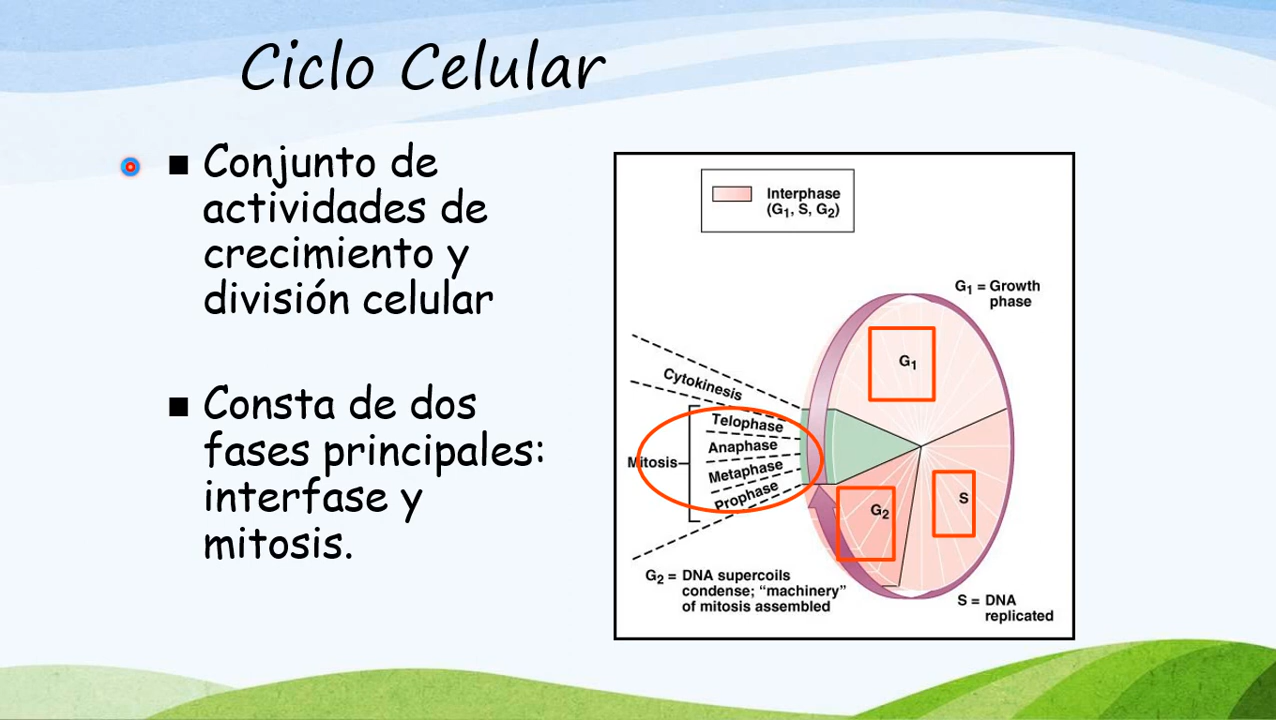 Ciclo Celular
■ Conjunto de
actividades de
crecimiento y
división celular
■ Consta de dos
fases principales:
interfase y
mitosis.
Interphase
(G₁, S, G₂)
G₁ = Growth
phase
G₁
Cytokinesis
Telophase
Anaphase
Mitosis
Metaphase
Prophase
S
G₂
G₂ = DNA supercoils
condense; “machinery”
of mitosis assembled
S = DNA
replicated